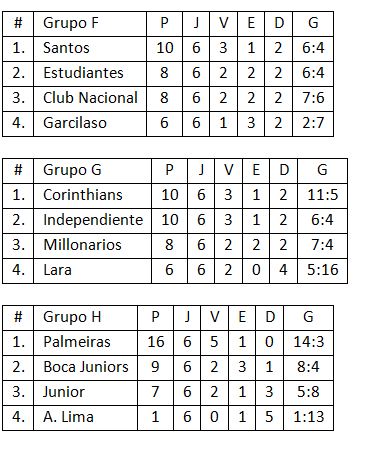 # Grupo F P J V E D G
1. Santos 10 6 3 1 2 6:4
2. Estudiantes 8 6 2 2 2 6:4
3. Club Nacional 8 6 2 2 2 7:6
4. Garcilaso 6 6 1 3 2 2:7
# Grupo G P J V E D G
1. Corinthians 10 6 3 1 2 11:5
2. Independiente 10 6 3 1 2 6:4
3. Millonarios 8 6 2 2 2 7:4
4. Lara 6 6 2 0 4 5:16
# Grupo H P J V E D G
1. Palmeiras 16 6 5 1 0 14:3
2. Boca Juniors 9 6 2 3 1 8:4
3. Junior 7 6 2 1 3 5:8
4. A. Lima 1 6 0 1 5 1:13